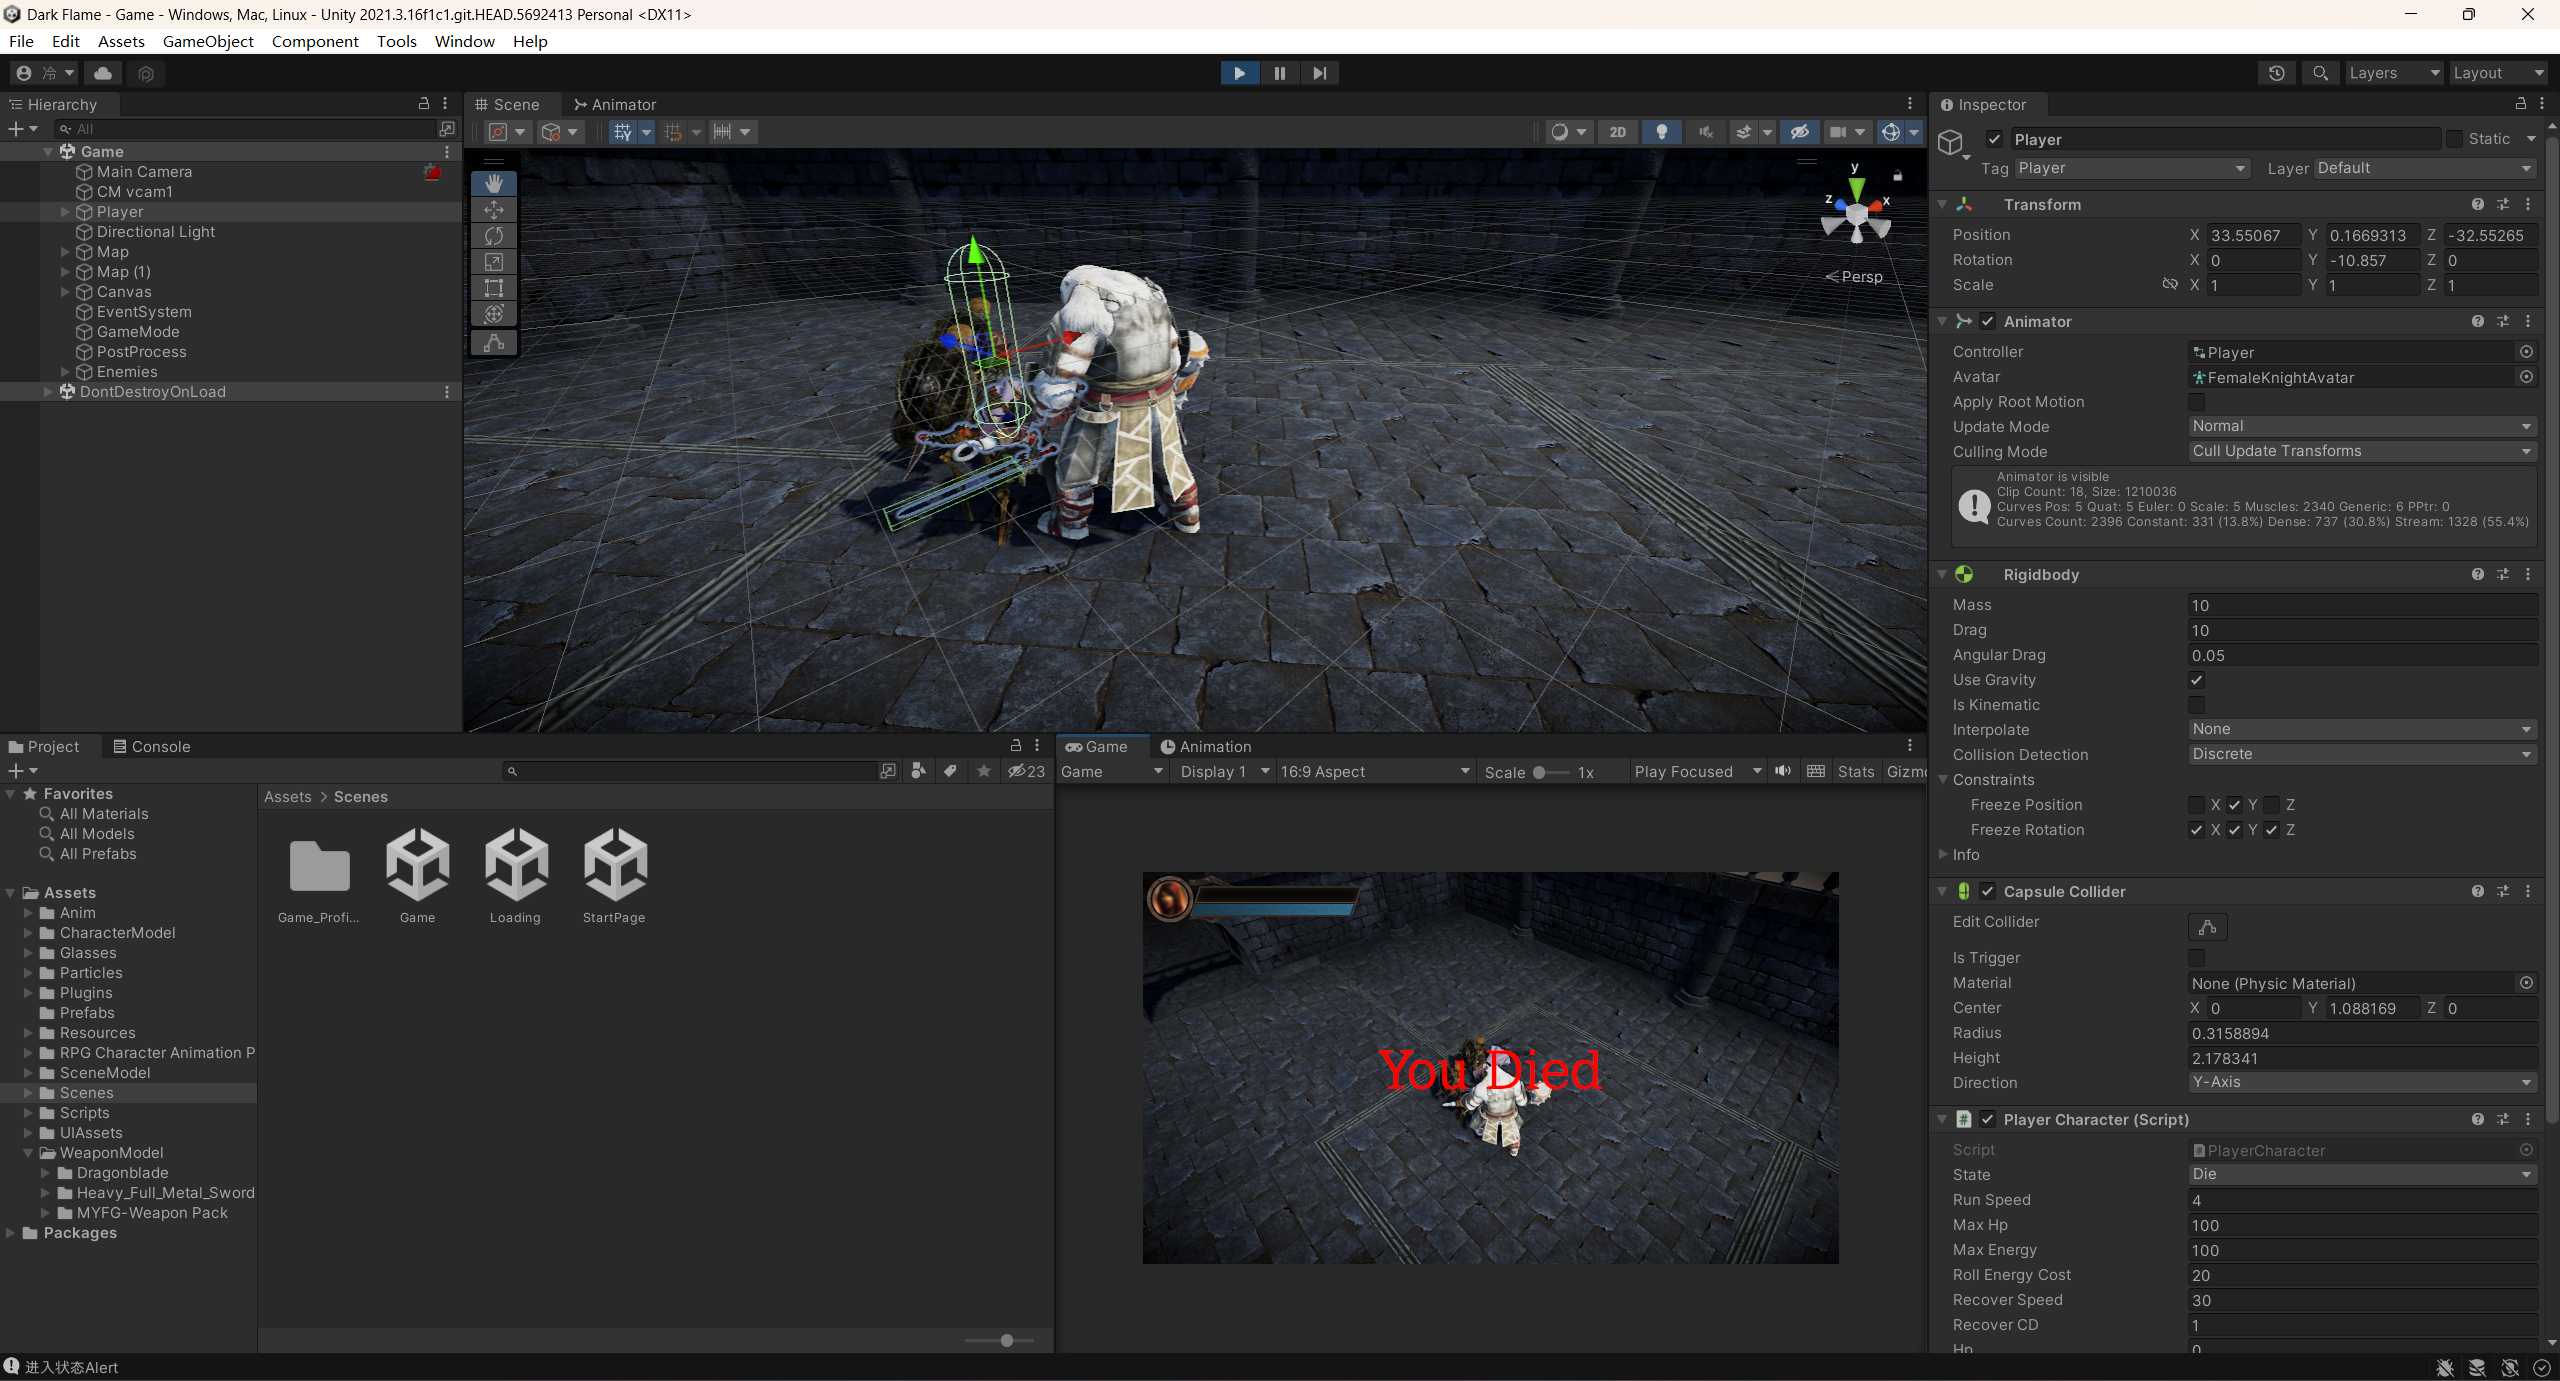 Dark Flame - Game - Windows, Mac, Linux - Unity 2021.3.16f1c1.git.HEAD.5692413 Personal <DX11>
File Edit Assets GameObject Component Tools Window Help
冷 Layers Layout
Hierarchy
All
Game
Main Camera
CM vcam1
Player
Directional Light
Map
Map (1)
Canvas
EventSystem
GameMode
PostProcess
Enemies
DontDestroyOnLoad
Scene Animator
2D
y
z x
Persp
Inspector
Player Static
Tag Player Layer Default
Transform
Position X 33.55067 Y 0.1669313 Z -32.55265
Rotation X 0 Y -10.857 Z 0
Scale X 1 Y 1 Z 1
Animator
Controller Player
Avatar FemaleKnightAvatar
Apply Root Motion
Update Mode Normal
Culling Mode Cull Update Transforms
Animator is visible
Clip Count: 18, Size: 1210036
Curves Pos: 5 Quat: 5 Euler: 0 Scale: 5 Muscles: 2340 Generic: 6 PPtr: 0
Curves Count: 2396 Constant: 331 (13.8%) Dense: 737 (30.8%) Stream: 1328 (55.4%)
Rigidbody
Mass 10
Drag 10
Angular Drag 0.05
Use Gravity
Is Kinematic
Interpolate None
Collision Detection Discrete
Constraints
Freeze Position X Y Z
Freeze Rotation X Y Z
Info
Capsule Collider
Edit Collider
Is Trigger
Material None (Physic Material)
Center X 0 Y 1.088169 Z 0
Radius 0.3158894
Height 2.178341
Direction Y-Axis
Player Character (Script)
Script PlayerCharacter
State Die
Run Speed 4
Max Hp 100
Max Energy 100
Roll Energy Cost 20
Recover Speed 30
Recover CD 1
Hp 0
Project Console
23
Favorites
All Materials
All Models
All Prefabs
Assets
Anim
CharacterModel
Glasses
Particles
Plugins
Prefabs
Resources
RPG Character Animation P
SceneModel
Scenes
Scripts
UIAssets
WeaponModel
Dragonblade
Heavy_Full_Metal_Sword
MYFG-Weapon Pack
Packages
Assets > Scenes
Game_Profi...
Game
Loading
StartPage
Game Animation
Game Display 1 16:9 Aspect Scale 1x Play Focused Stats Gizmo
You Died
进入状态Alert